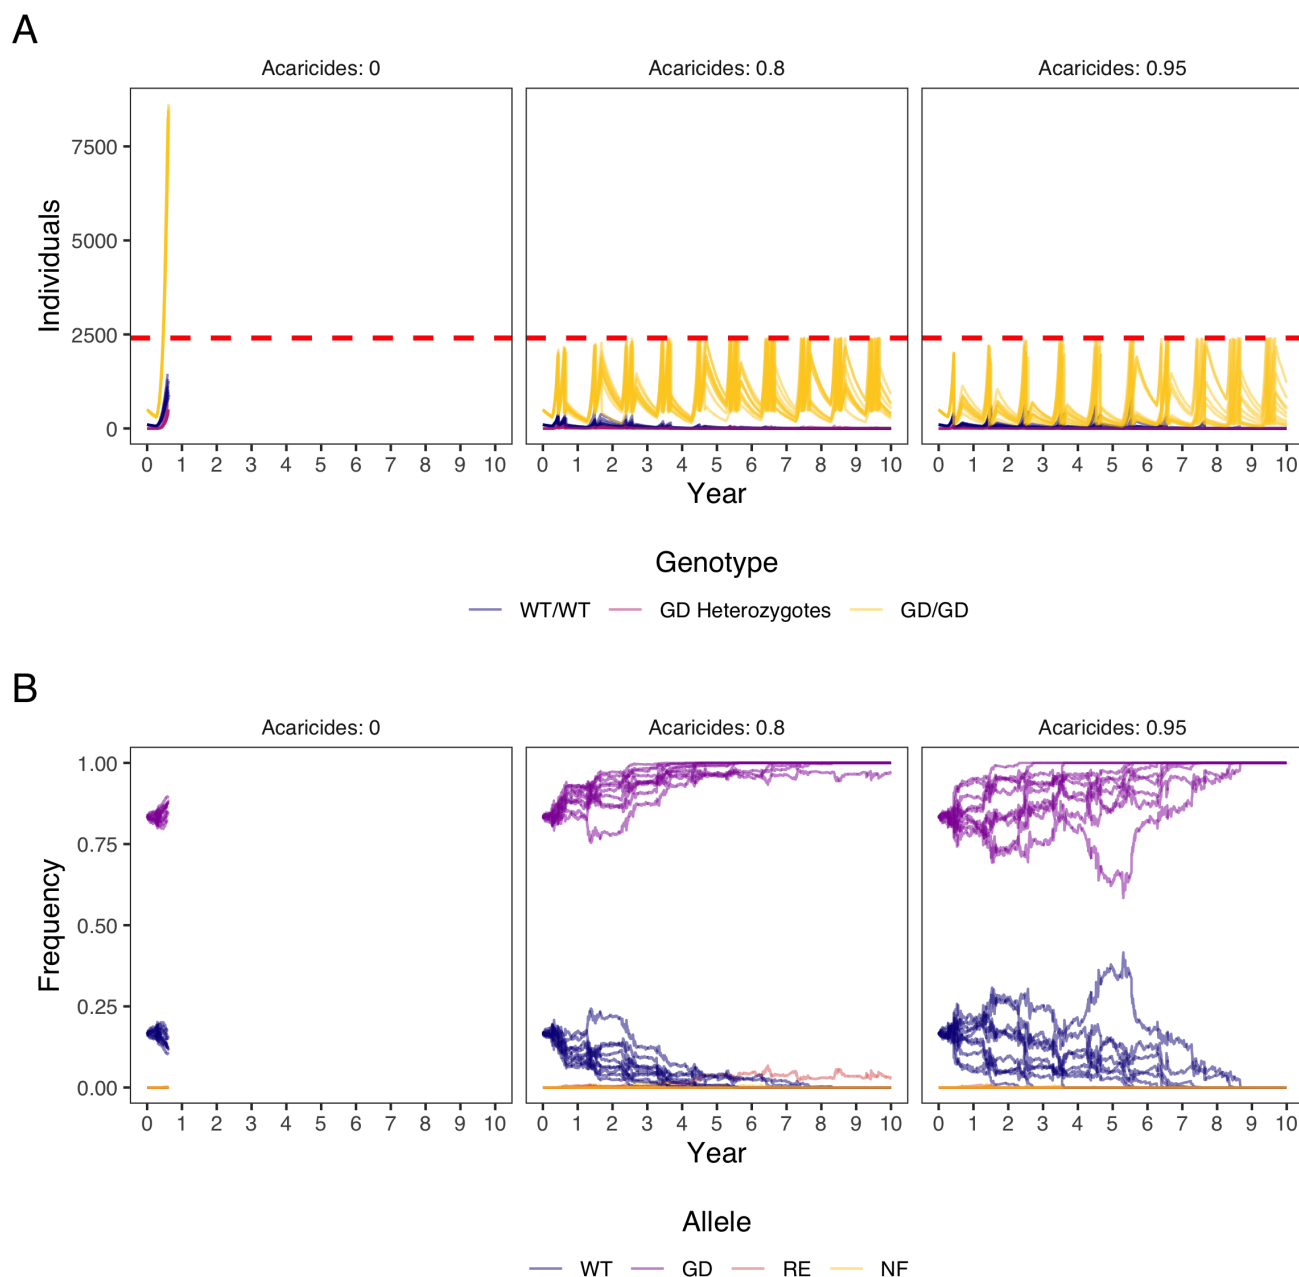 A
Acaricides: 0
Acaricides: 0.8
Acaricides: 0.95
Individuals
7500
5000
2500
0
0 1 2 3 4 5 6 7 8 9 10
0 1 2 3 4 5 6 7 8 9 10
0 1 2 3 4 5 6 7 8 9 10
Year
Genotype
WT/WT GD Heterozygotes GD/GD
B
Acaricides: 0
Acaricides: 0.8
Acaricides: 0.95
Frequency
1.00
0.75
0.50
0.25
0.00
0 1 2 3 4 5 6 7 8 9 10
0 1 2 3 4 5 6 7 8 9 10
0 1 2 3 4 5 6 7 8 9 10
Year
Allele
WT GD RE NF